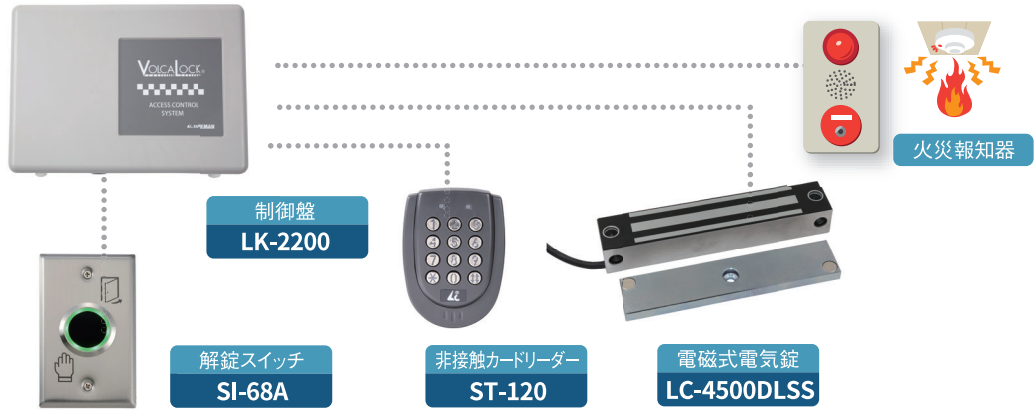 VOLCALOCK®
ACCESS CONTROL
SYSTEM
火災報知器
制御盤
LK-2200
解錠スイッチ
SI-68A
非接触カードリーダー
ST-120
電磁式電気錠
LC-4500DLSS